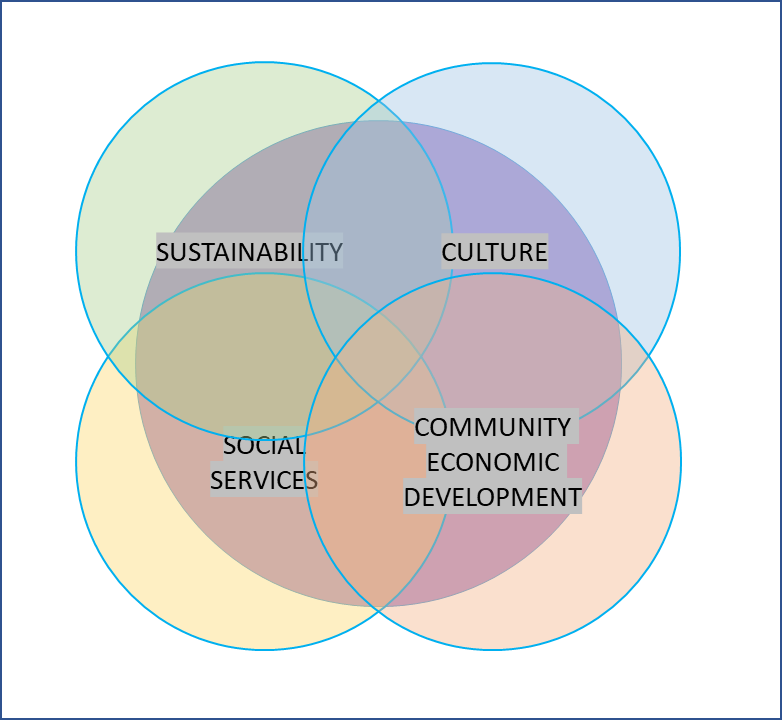 SUSTAINABILITY
CULTURE
SOCIAL
SERVICES
COMMUNITY
ECONOMIC
DEVELOPMENT